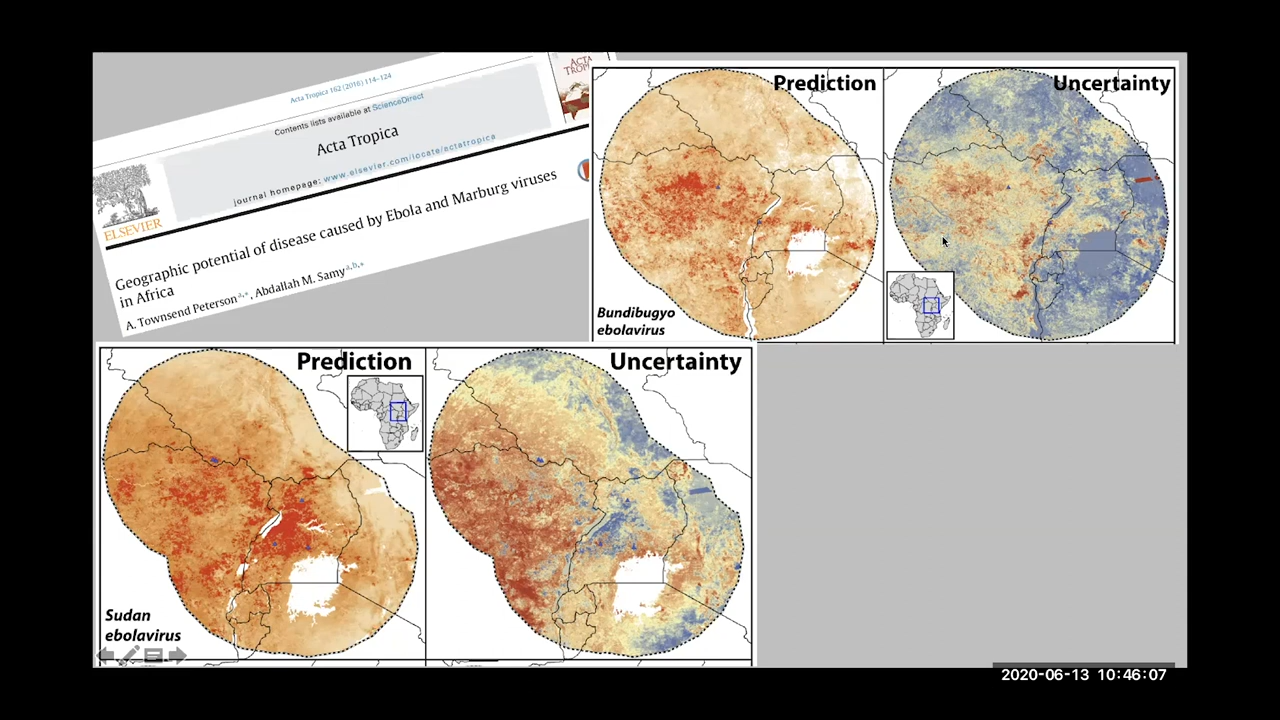 Acta Tropica 162 (2016) 114–124
Contents lists available at ScienceDirect
Acta Tropica
journal homepage: www.elsevier.com/locate/actatropica
ELSEVIER
ACTA
TROPI
Geographic potential of disease caused by Ebola and Marburg viruses
in Africa
A. Townsend Peterson a,*, Abdallah M. Samy a,b,*
Prediction
Uncertainty
Bundibugyo
ebolavirus
Prediction
Uncertainty
Sudan
ebolavirus
2020-06-13 10:46:07